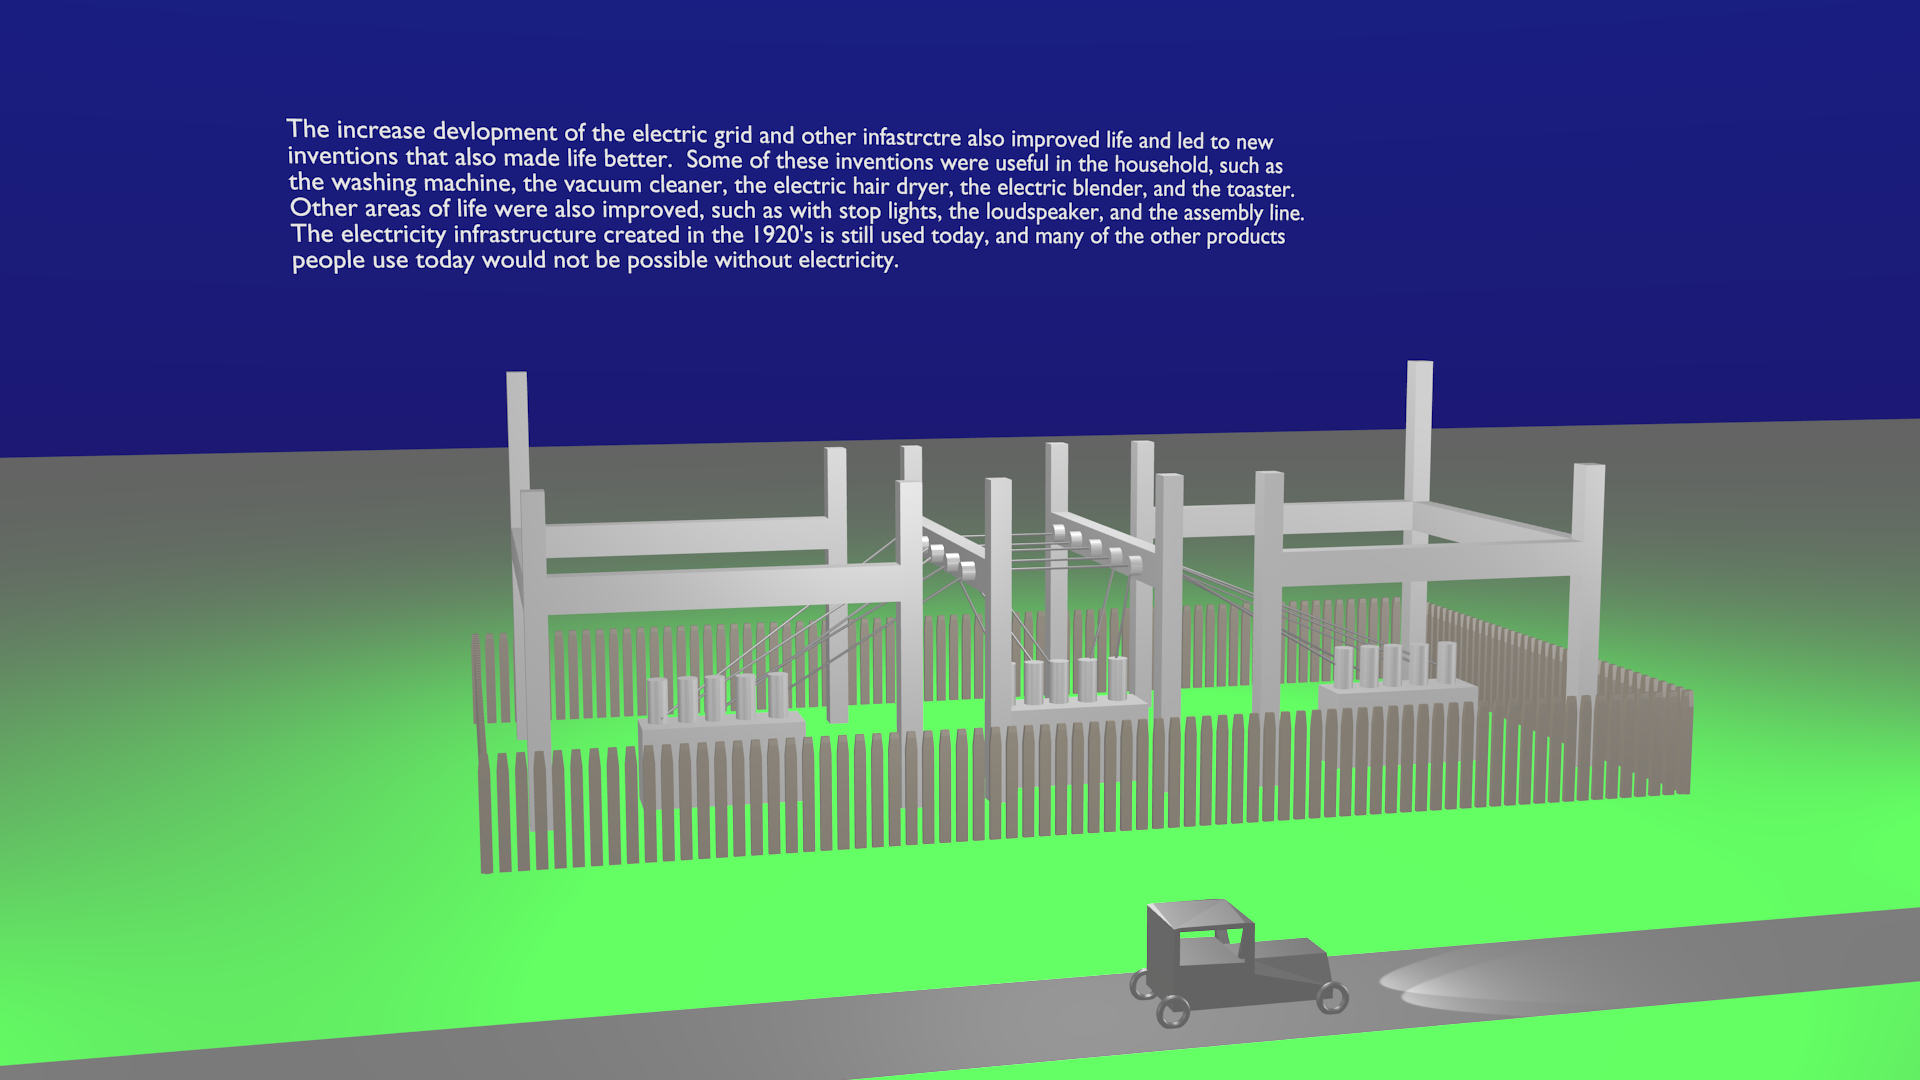 The increase devlopment of the electric grid and other infastrctre also improved life and led to new
inventions that also made life better.  Some of these inventions were useful in the household, such as
the washing machine, the vacuum cleaner, the electric hair dryer, the electric blender, and the toaster.
Other areas of life were also improved, such as with stop lights, the loudspeaker, and the assembly line.
The electricity infrastructure created in the 1920's is still used today, and many of the other products
people use today would not be possible without electricity.